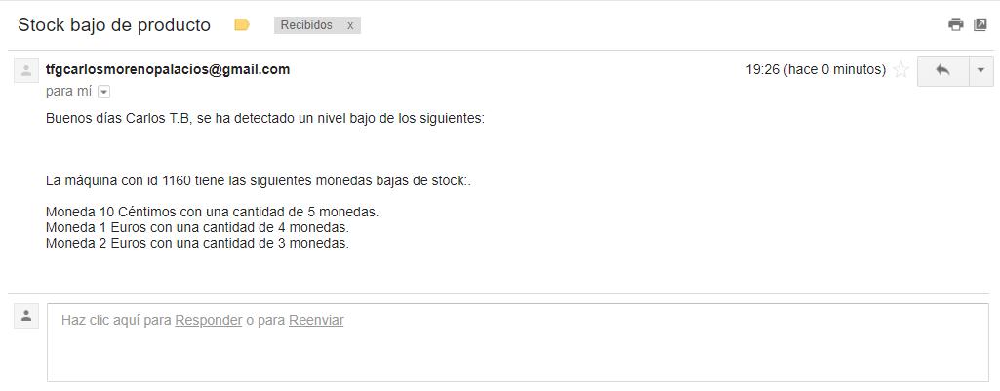 Stock bajo de producto
Recibidos x
tfgcarlosmorenopalacios@gmail.com
19:26 (hace 0 minutos)
para mí
Buenos días Carlos T.B, se ha detectado un nivel bajo de los siguientes:
La máquina con id 1160 tiene las siguientes monedas bajas de stock:.
Moneda 10 Céntimos con una cantidad de 5 monedas.
Moneda 1 Euros con una cantidad de 4 monedas.
Moneda 2 Euros con una cantidad de 3 monedas.
Haz clic aquí para Responder o para Reenviar